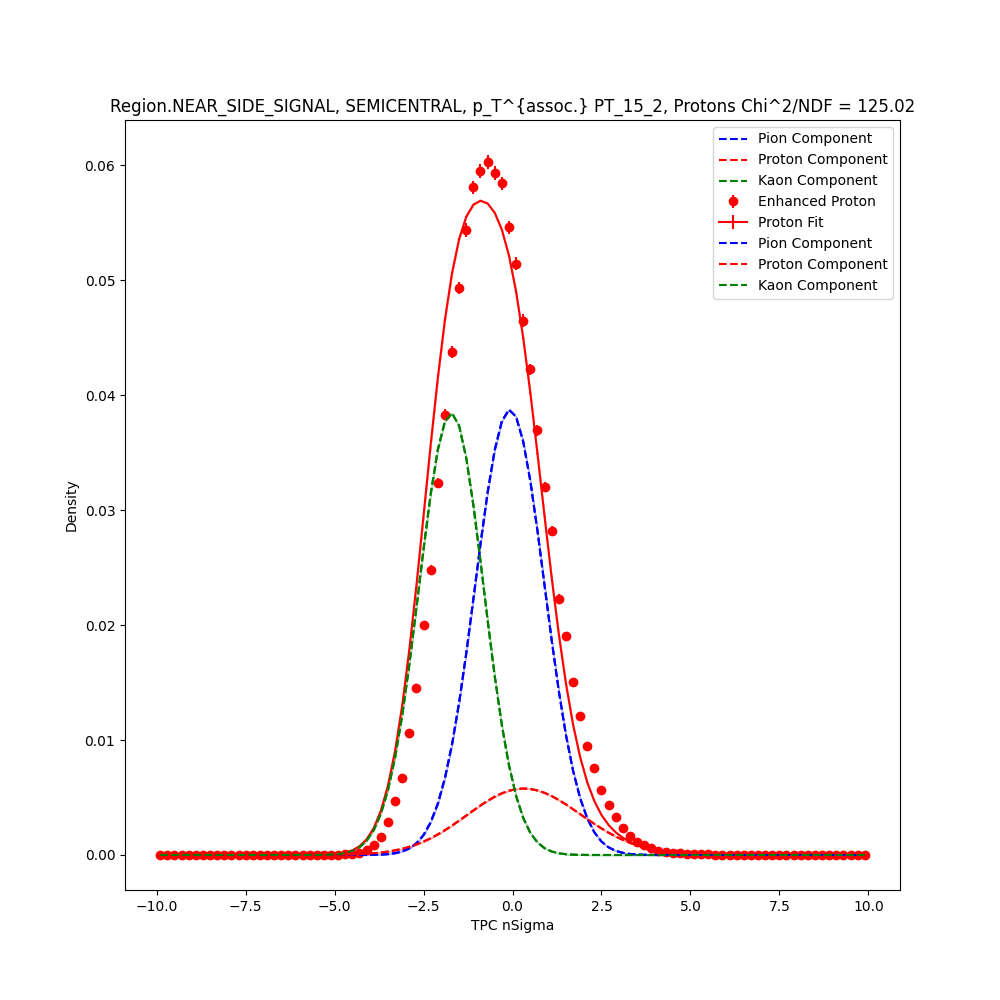 Region.NEAR_SIDE_SIGNAL, SEMICENTRAL, p_T^{assoc.} PT_15_2, Protons Chi^2/NDF = 125.02
Pion Component
Proton Component
Kaon Component
Enhanced Proton
Proton Fit
Pion Component
Proton Component
Kaon Component
0.06
0.05
0.04
0.03
0.02
0.01
0.00
Density
−10.0
−7.5
−5.0
−2.5
0.0
2.5
5.0
7.5
10.0
TPC nSigma